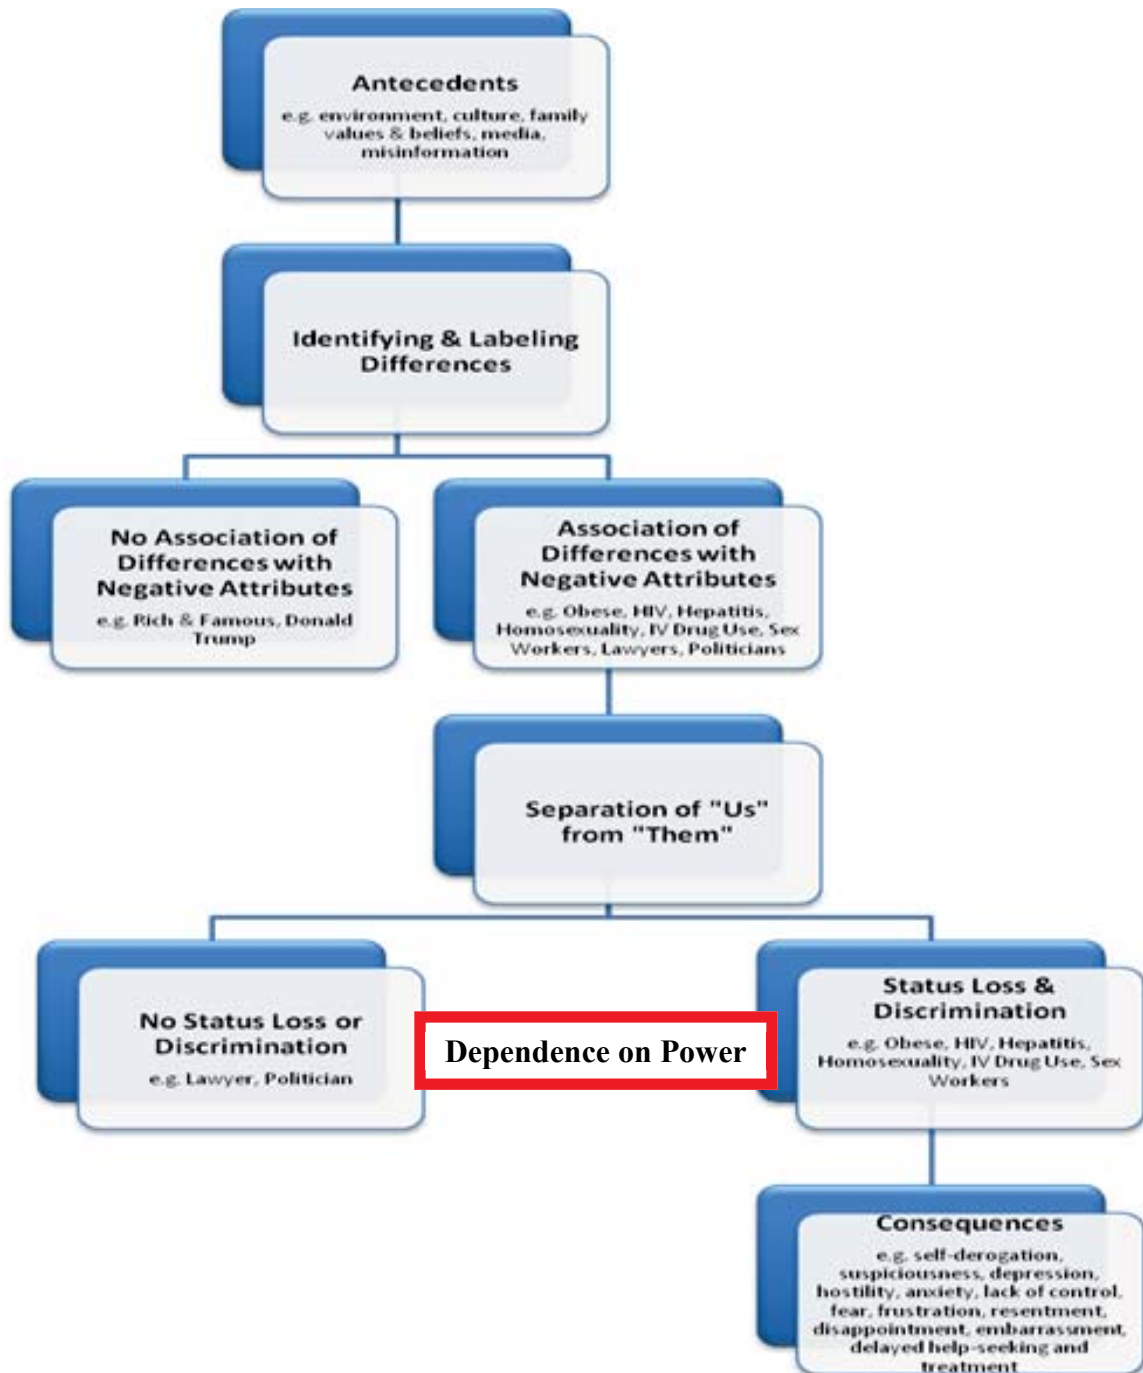 Antecedents
e.g. environment, culture, family
values & beliefs, media,
misinformation
Identifying & Labeling
Differences
No Association of
Differences with
Negative Attributes
e.g. Rich & Famous, Donald
Trump
Association of
Differences with
Negative Attributes
e.g. Obese, HIV, Hepatitis,
Homosexuality, IV Drug Use, Sex
Workers, Lawyers, Politicians
Separation of "Us"
from "Them"
No Status Loss or
Discrimination
e.g. Lawyer, Politician
Dependence on Power
Status Loss &
Discrimination
e.g. Obese, HIV, Hepatitis,
Homosexuality, IV Drug Use, Sex
Workers
Consequences
e.g. self-derogation,
suspiciousness, depression,
hostility, anxiety, lack of control,
fear, frustration, resentment,
disappointment, embarrassment,
delayed help-seeking and
treatment